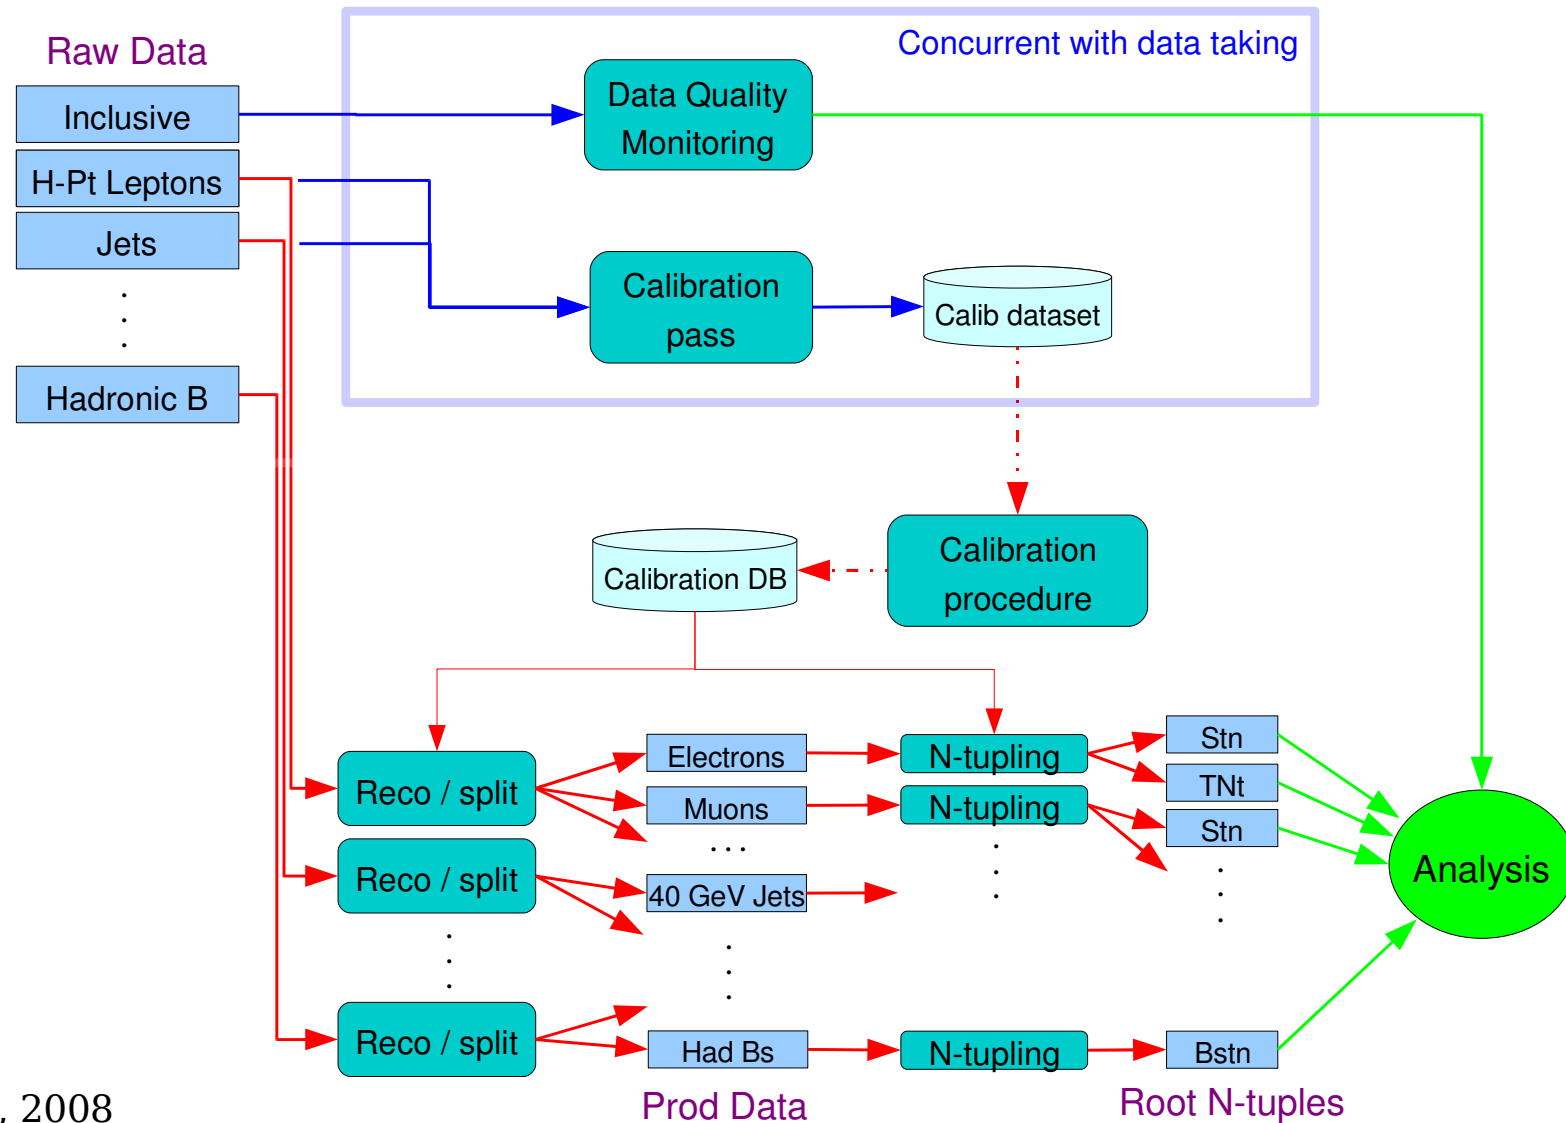 Raw Data
Concurrent with data taking
Inclusive
Data Quality
Monitoring
H-Pt Leptons
Jets
Calibration
pass
Calib dataset
Hadronic B
Calibration
procedure
Calibration DB
Reco / split
Electrons
N-tupling
Stn
TNt
Muons
N-tupling
Stn
...
Reco / split
40 GeV Jets
Analysis
Reco / split
Had Bs
N-tupling
Bstn
Prod Data
Root N-tuples
, 2008